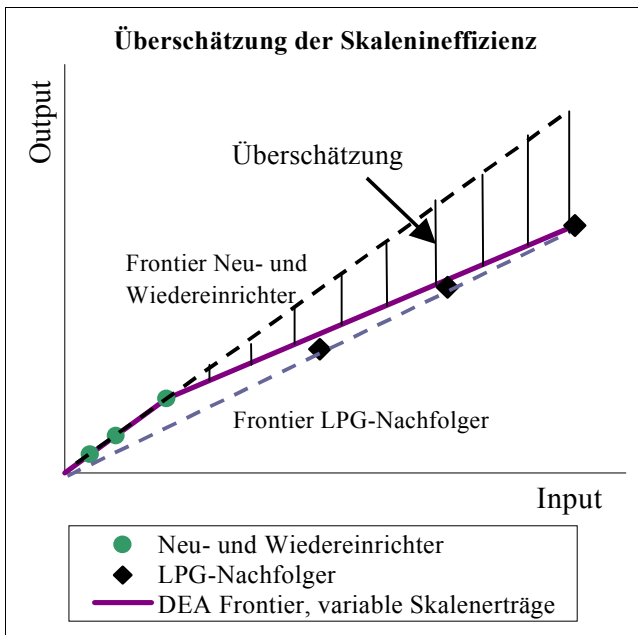 Überschätzung der Skalenineffizienz
Output
Überschätzung
Frontier Neu- und
Wiedereinrichter
Frontier LPG-Nachfolger
Input
Neu- und Wiedereinrichter
LPG-Nachfolger
DEA Frontier, variable Skalenerträge